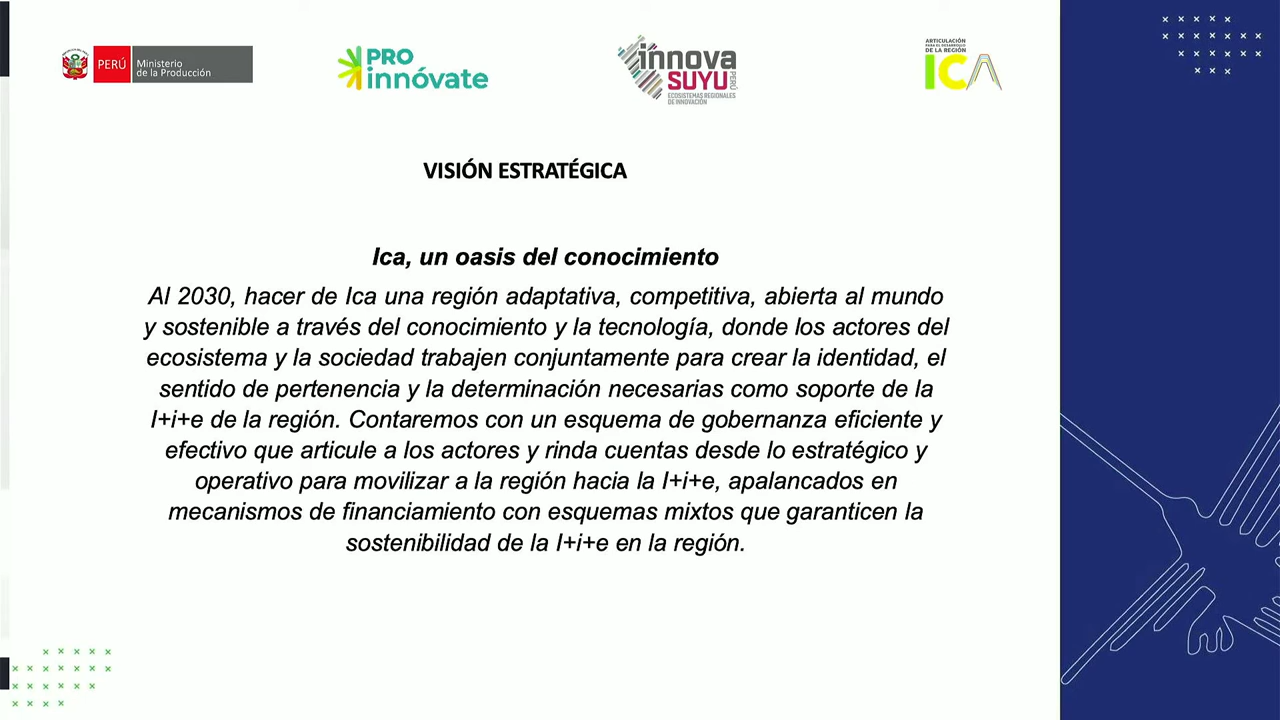 PERÚ
Ministerio
de la Producción
PRO
innóvate
innova
SUYU
PERÚ
ECOSISTEMAS REGIONALES
DE INNOVACIÓN
ARTICULACIÓN
PARA EL DESARROLLO
DE LA REGIÓN
ICA
VISIÓN ESTRATÉGICA
Ica, un oasis del conocimiento
Al 2030, hacer de Ica una región adaptativa, competitiva, abierta al mundo
y sostenible a través del conocimiento y la tecnología, donde los actores del
ecosistema y la sociedad trabajen conjuntamente para crear la identidad, el
sentido de pertenencia y la determinación necesarias como soporte de la
I+i+e de la región. Contaremos con un esquema de gobernanza eficiente y
efectivo que articule a los actores y rinda cuentas desde lo estratégico y
operativo para movilizar a la región hacia la I+i+e, apalancados en
mecanismos de financiamiento con esquemas mixtos que garanticen la
sostenibilidad de la I+i+e en la región.